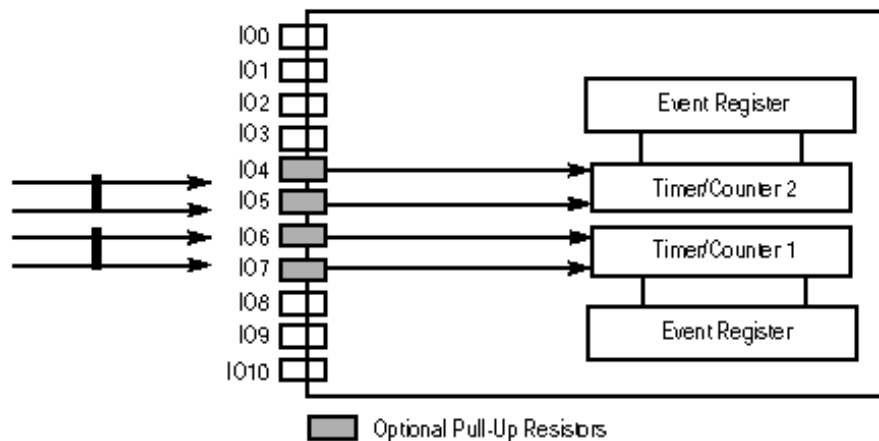 IO0
IO1
IO2
IO3
IO4
IO5
IO6
IO7
IO8
IO9
IO10
Event Register
Timer/Counter 2
Timer/Counter 1
Event Register
Optional Pull-Up Resistors